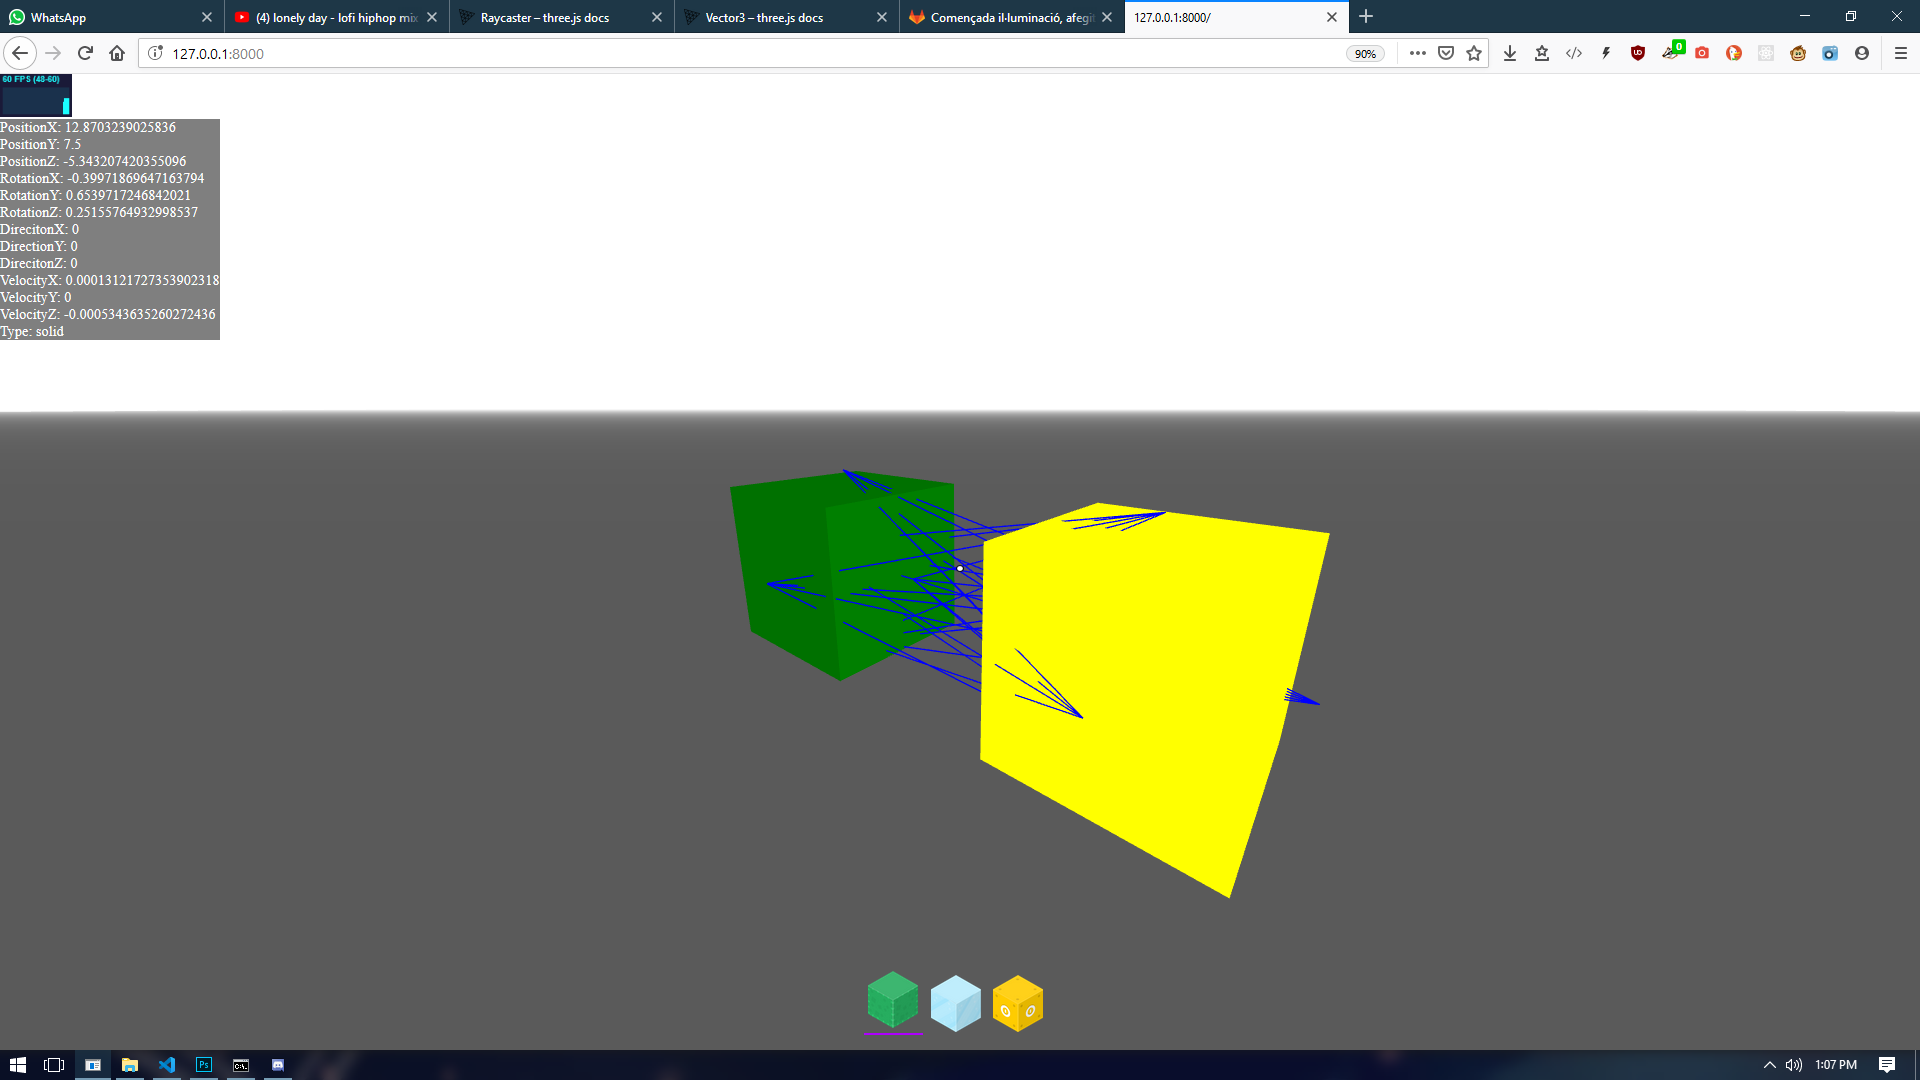 WhatsApp
(4) lonely day - lofi hiphop mix
Raycaster – three.js docs
Vector3 – three.js docs
Començada il·luminació, afegit
127.0.0.1:8000/
127.0.0.1:8000
90%
0
60 FPS (48-60)
PositionX: 12.8703239025836
PositionY: 7.5
PositionZ: -5.343207420355096
RotationX: -0.39971869647163794
RotationY: 0.6539717246842021
RotationZ: 0.25155764932998537
DirecitonX: 0
DirectionY: 0
DirecitonZ: 0
VelocityX: 0.00013121727353902318
VelocityY: 0
VelocityZ: -0.0005343635260272436
Type: solid
Ps
C:\.
1:07 PM